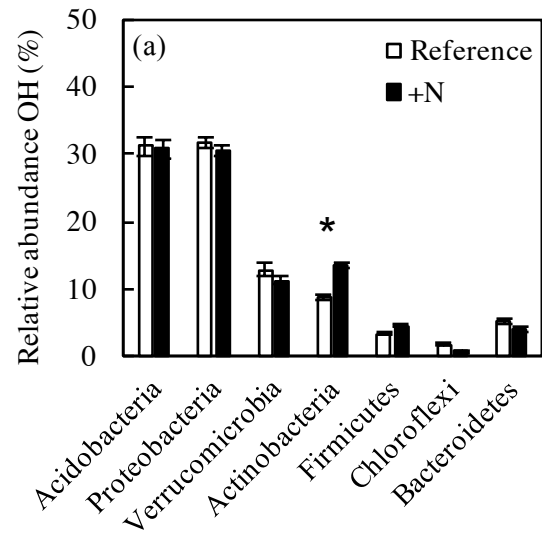 Relative abundance OH (%)
50
40
30
20
10
0
(a)
Reference
+N
*
Acidobacteria
Proteobacteria
Verrucomicrobia
Actinobacteria
Firmicutes
Chloroflexi
Bacteroidetes